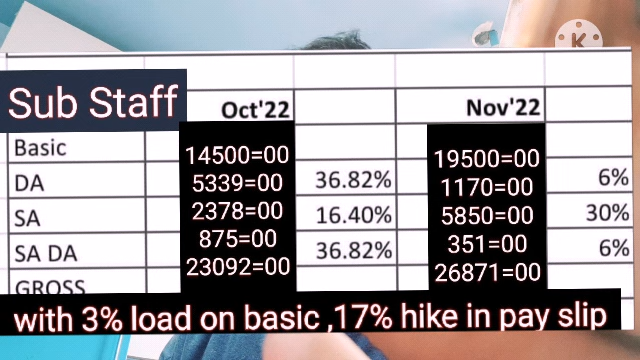 K
Sub Staff Oct'22 Nov'22
Basic 14500=00 19500=00
DA 5339=00 36.82% 1170=00 6%
SA 2378=00 16.40% 5850=00 30%
SA DA 875=00 36.82% 351=00 6%
GROSS 23092=00 26871=00
with 3% load on basic ,17% hike in pay slip